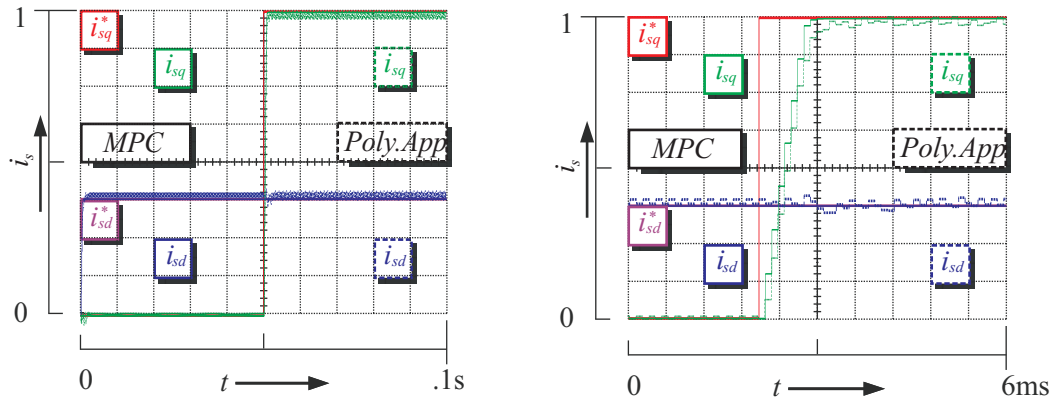 1
i*sq
isq
isq
MPC
Poly.App
is
i*sd
isd
isd
0
0
t
.1s
1
i*sq
isq
isq
MPC
Poly.App
is
i*sd
isd
isd
0
0
t
6ms